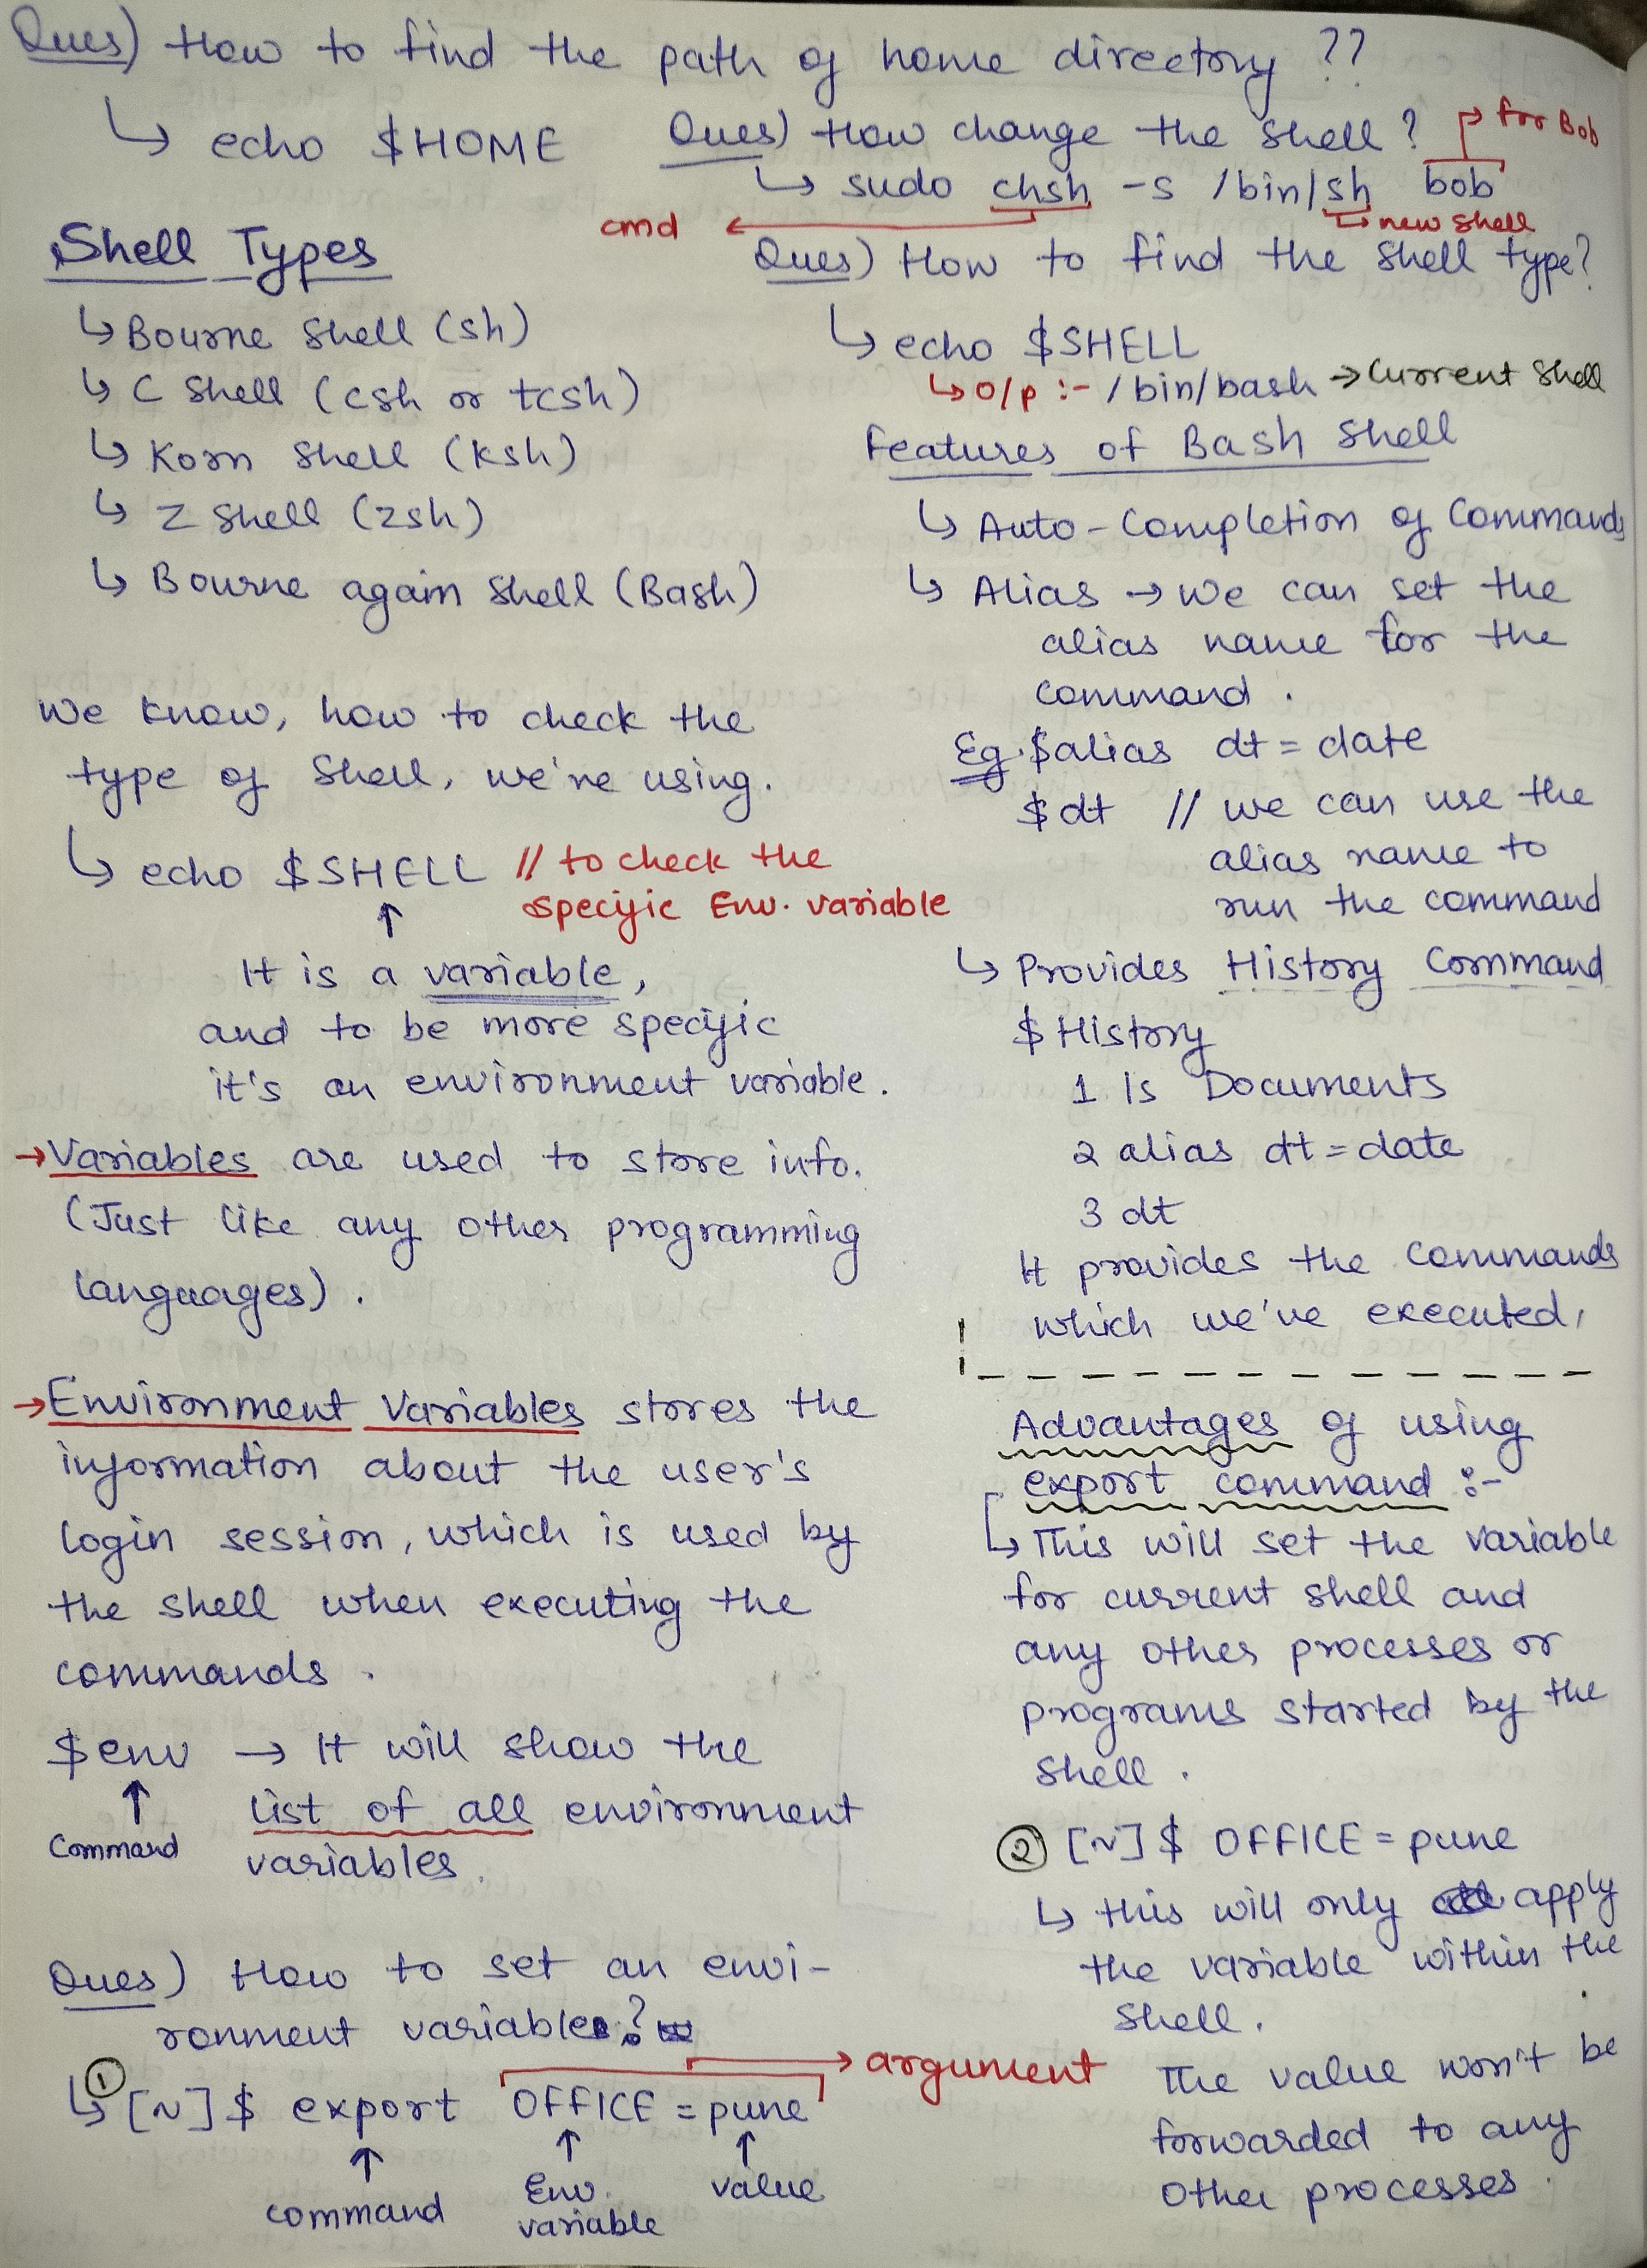 Ques) How to find the path of home directory ??
↳ echo $HOME
Ques) How change the shell?
for Bob
↳ sudo chsh -s /bin/sh bob
cmd
new shell
Shell Types
↳ Bourne Shell (sh)
↳ C Shell (csh or tcsh)
↳ Korn Shell (ksh)
↳ Z Shell (zsh)
↳ Bourne again Shell (Bash)
We know, how to check the
type of Shell, we're using.
↳ echo $SHELL // to check the
specific Env. variable
↑
It is a variable,
and to be more specific
it's an environment variable.
→ Variables are used to store info.
(Just like any other programming
languages).
→ Environment Variables stores the
information about the user's
login session, which is used by
the shell when executing the
commands.
$ env → It will show the
↑
Command
list of all environment
variables.
Ques) How to set an envi-
ronment variable?
↳ ① [~]$ export OFFICE = pune
→ argument
↑ ↑ ↑
command
Env. variable
value
Ques) How to find the shell type?
↳ echo $SHELL
↳ O/p :- /bin/bash → Current Shell
Features of Bash Shell
↳ Auto-Completion of Commands
↳ Alias → We can set the
alias name for the
command.
Eg. $alias dt = date
$ dt // we can use the
alias name to
run the command
↳ Provides History Command
$ History
1 ls Documents
2 alias dt = date
3 dt
It provides the commands
which we've executed,
Advantages of using
export command :-
↳ This will set the variable
for current shell and
any other processes or
programs started by the
shell.
② [~]$ OFFICE = pune
↳ this will only apply
the variable within the
shell.
The value won't be
forwarded to any
other processes.